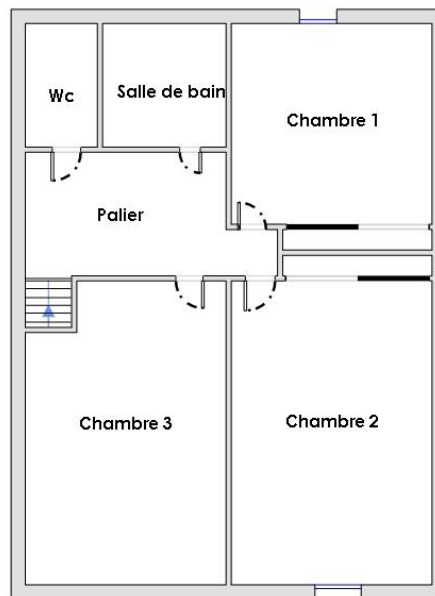 Wc
Salle de bain
Chambre 1
Palier
Chambre 3
Chambre 2